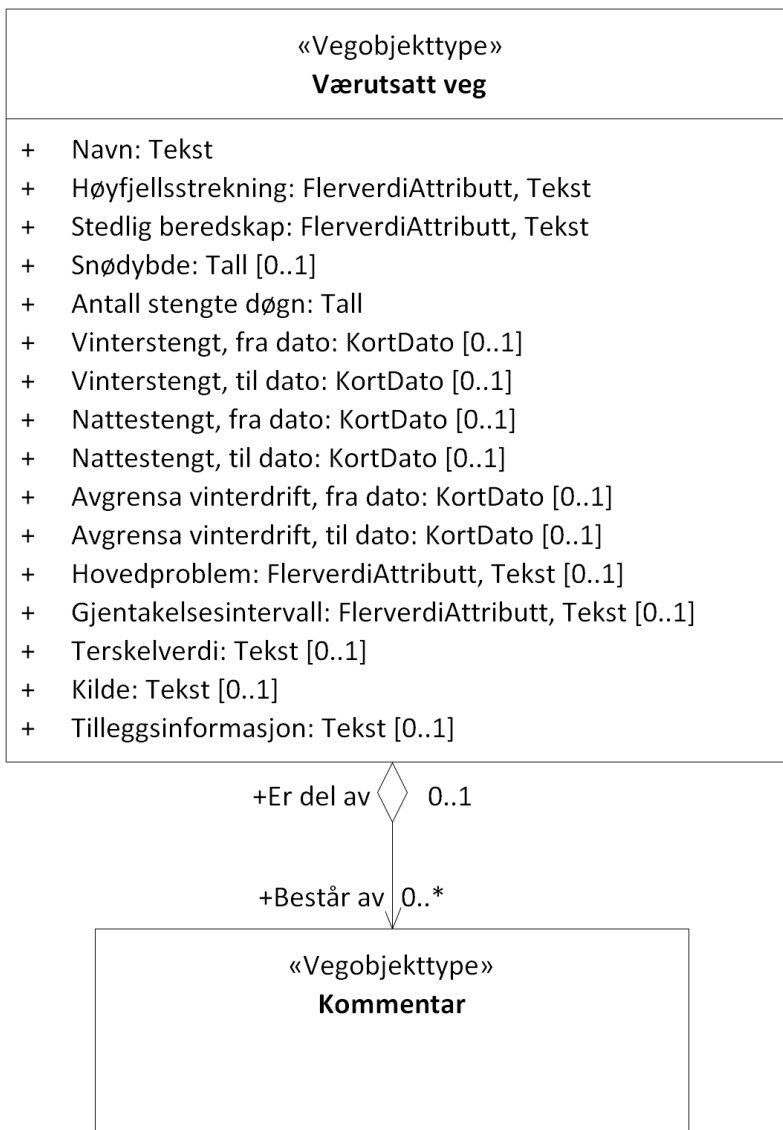 «Vegobjekttype»
Værutsatt veg
+ Navn: Tekst
+ Høyfjellsstrekning: FlerverdiAttributt, Tekst
+ Stedlig beredskap: FlerverdiAttributt, Tekst
+ Snødybde: Tall [0..1]
+ Antall stengte døgn: Tall
+ Vinterstengt, fra dato: KortDato [0..1]
+ Vinterstengt, til dato: KortDato [0..1]
+ Nattestengt, fra dato: KortDato [0..1]
+ Nattestengt, til dato: KortDato [0..1]
+ Avgrensa vinterdrift, fra dato: KortDato [0..1]
+ Avgrensa vinterdrift, til dato: KortDato [0..1]
+ Hovedproblem: FlerverdiAttributt, Tekst [0..1]
+ Gjentakelsesintervall: FlerverdiAttributt, Tekst [0..1]
+ Terskelverdi: Tekst [0..1]
+ Kilde: Tekst [0..1]
+ Tilleggsinformasjon: Tekst [0..1]
+Er del av 0..1
+Består av 0..*
«Vegobjekttype»
Kommentar